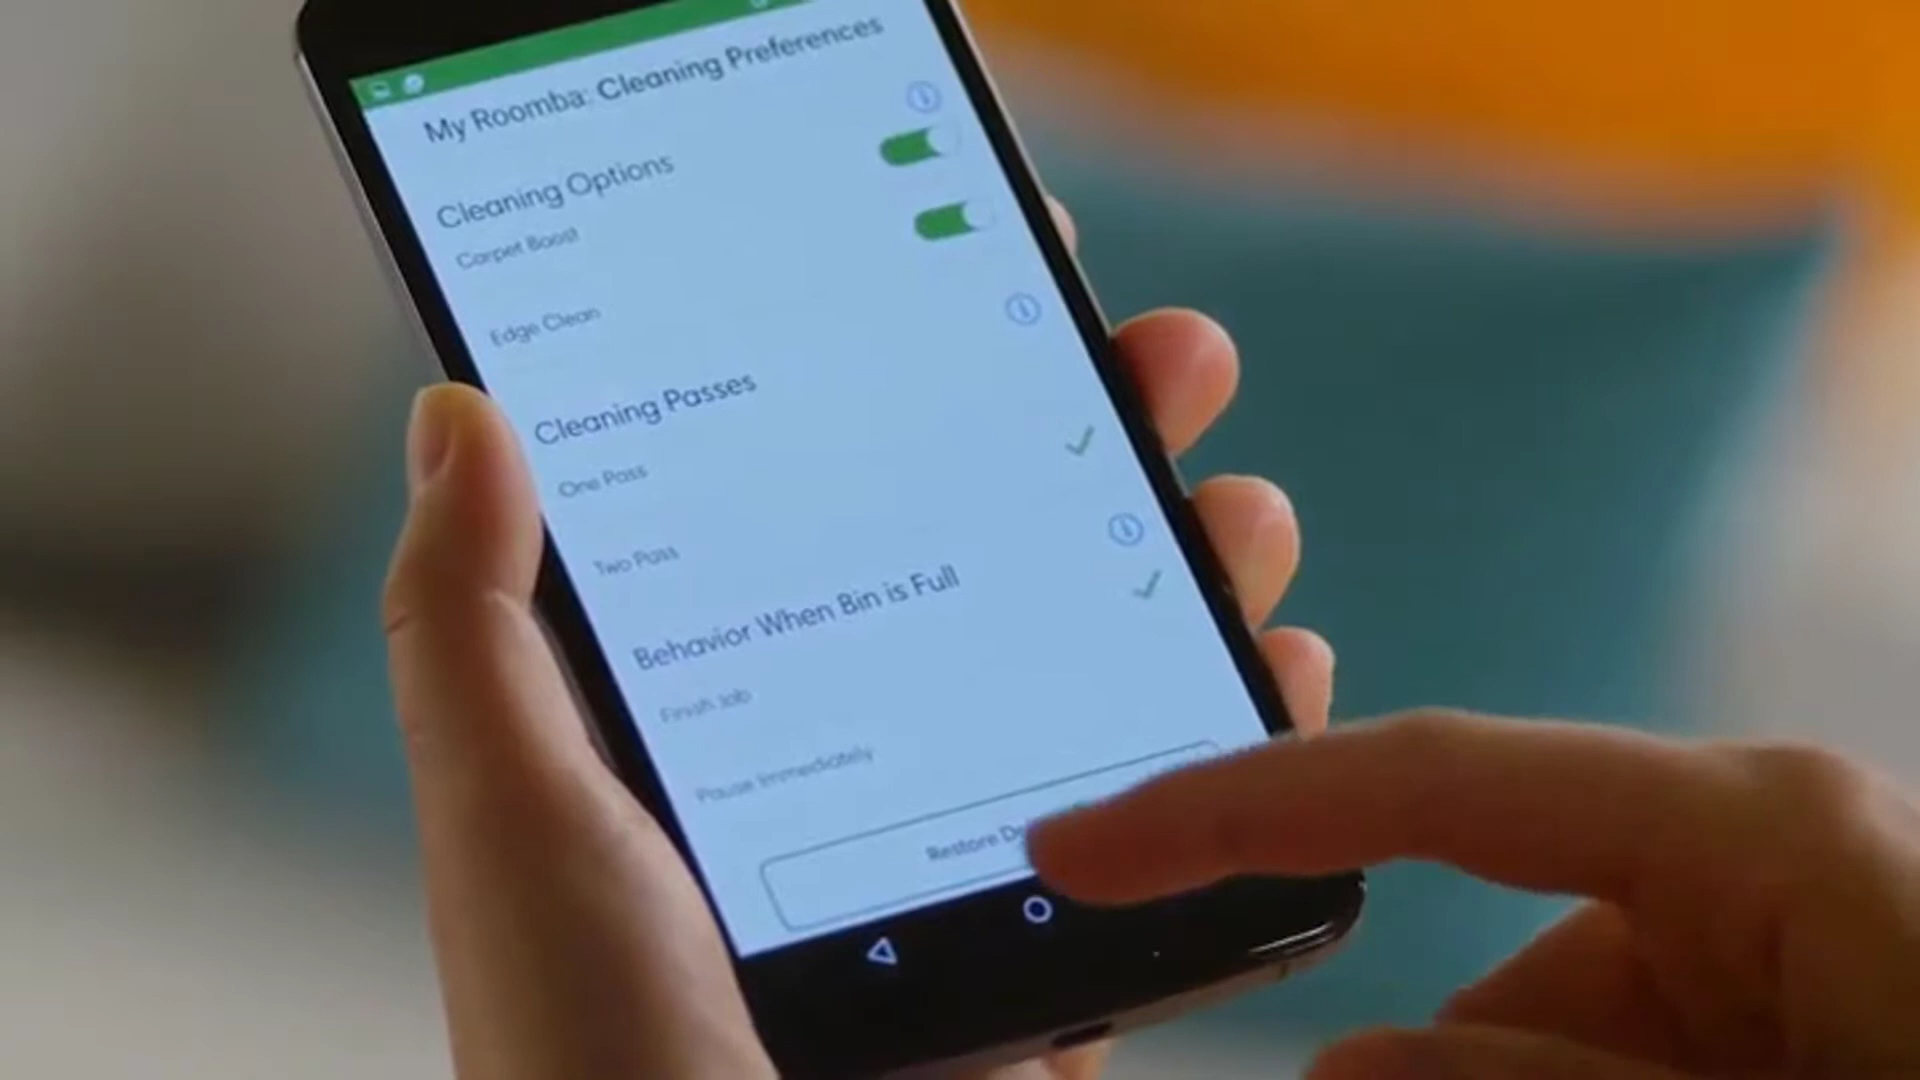 My Roomba: Cleaning Preferences
Cleaning Options
Carpet Boost
Edge Clean
Cleaning Passes
One Pass
Two Pass
Behavior When Bin is Full
Finish Job
Pause Immediately
Restore